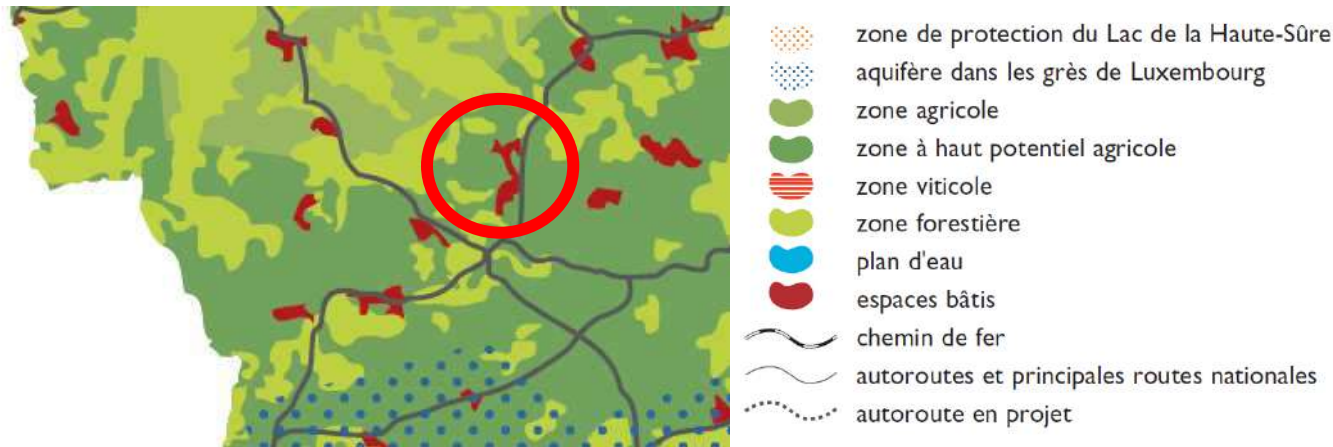 zone de protection du Lac de la Haute-Sûre
aquifère dans les grès de Luxembourg
zone agricole
zone à haut potentiel agricole
zone viticole
zone forestière
plan d'eau
espaces bâtis
chemin de fer
autoroutes et principales routes nationales
autoroute en projet